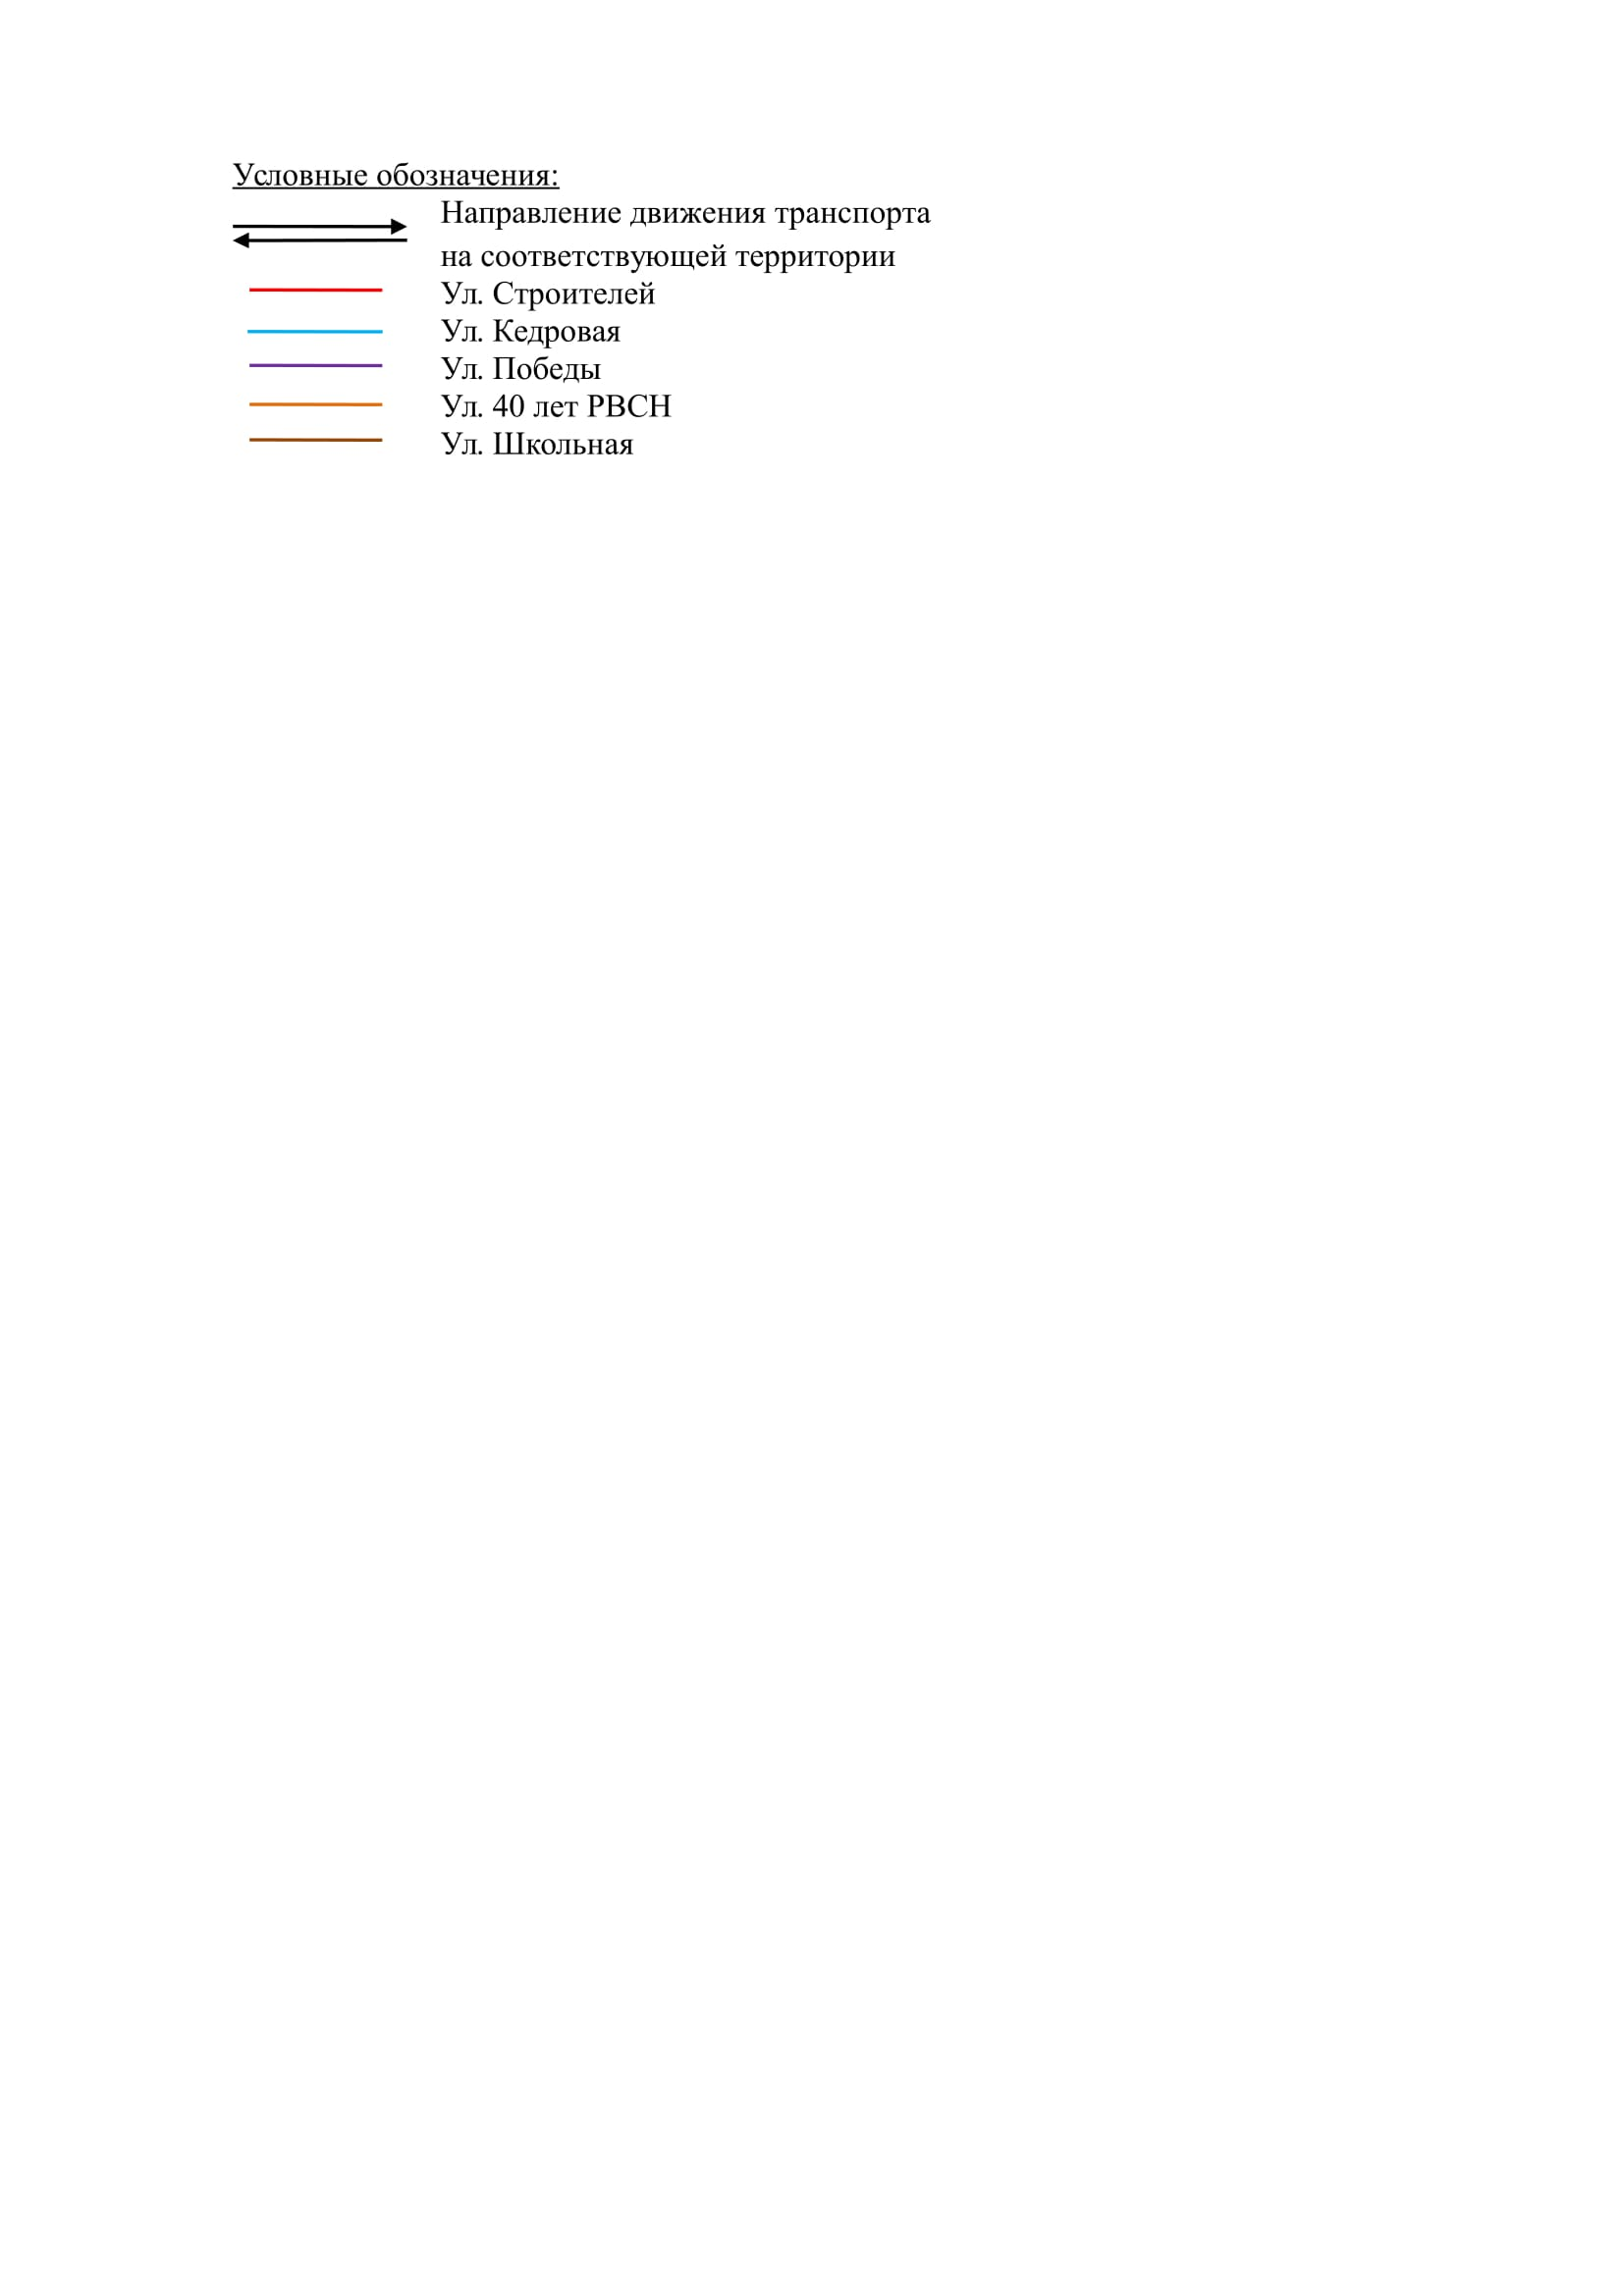 Условные обозначения:
Направление движения транспорта
на соответствующей территории
Ул. Строителей
Ул. Кедровая
Ул. Победы
Ул. 40 лет РВСН
Ул. Школьная